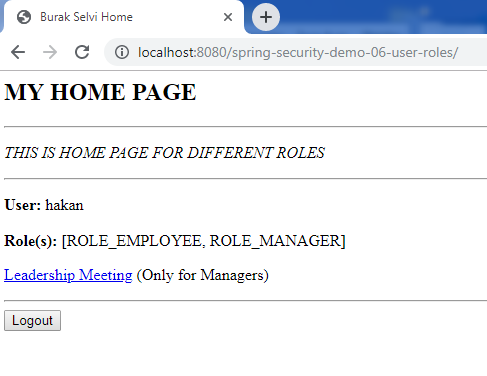 Burak Selvi Home
localhost:8080/spring-security-demo-06-user-roles/
MY HOME PAGE
THIS IS HOME PAGE FOR DIFFERENT ROLES
User: hakan
Role(s): [ROLE_EMPLOYEE, ROLE_MANAGER]
Leadership Meeting (Only for Managers)
Logout